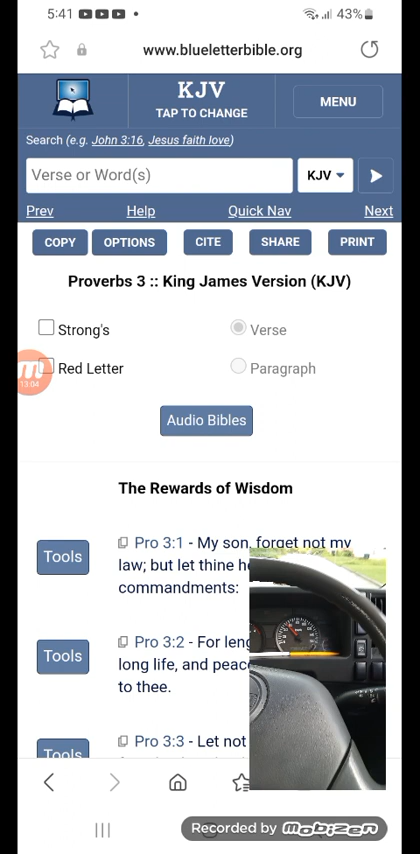 5:41
43%
www.blueletterbible.org
KJV
TAP TO CHANGE
MENU
Search (e.g. John 3:16, Jesus faith love)
Verse or Word(s)
KJV
Prev Help Quick Nav Next
COPY OPTIONS CITE SHARE PRINT
Proverbs 3 :: King James Version (KJV)
Strong's Verse
13:04
Red Letter Paragraph
Audio Bibles
The Rewards of Wisdom
Tools
Pro 3:1 - My son, forget not my
law; but let thine
commandments:
Tools
Pro 3:2 - For
long life, and
to thee.
Tools
Pro 3:3 - Let not
Recorded by mobizen